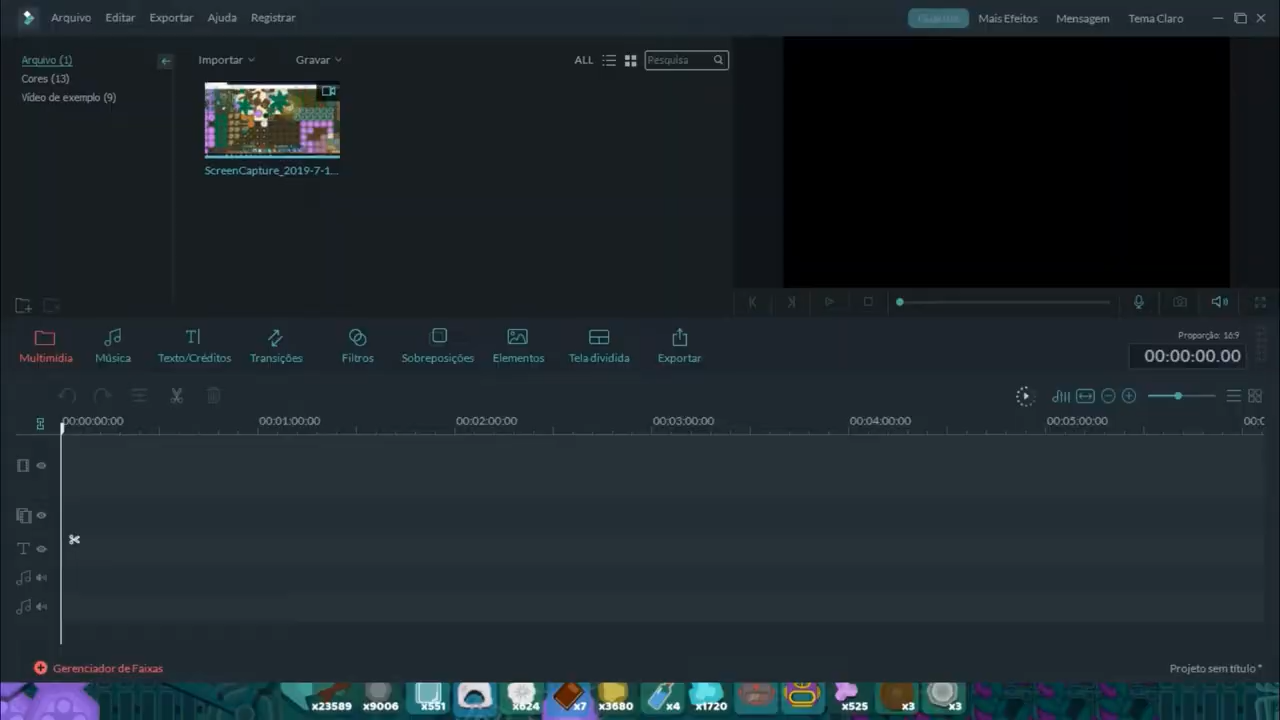 Arquivo Editar Exportar Ajuda Registrar
Mais Efeitos Mensagem Tema Claro
Arquivo (1)
Cores (13)
Vídeo de exemplo (9)
Importar Gravar ALL Pesquisa
ScreenCapture_2019-7-1...
Multimídia Música Texto/Créditos Transições Filtros Sobreposições Elementos Tela dividida Exportar
Proporção: 16:9
00:00:00.00
00:00:00:00 00:01:00:00 00:02:00:00 00:03:00:00 00:04:00:00 00:05:00:00 00:0
Gerenciador de Faixas
Projeto sem título*
x23589 x9006 x551 x624 x7 x3680 x4 x1720 x525 x3 x3